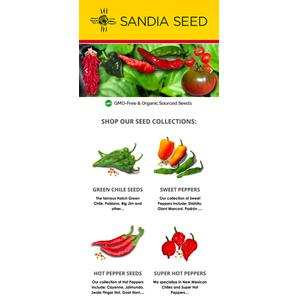 SANDIA SEED
GMO-Free & Organic Sourced Seeds
SHOP OUR SEED COLLECTIONS:
GREEN CHILE SEEDS
The famous Hatch Green
Chile, Poblano, Big Jim and
other...
SWEET PEPPERS
Our collection of Sweet
Peppers include: Shishito,
Giant Marconi, Padrón ....
HOT PEPPER SEEDS
Our collection of Hot Peppers
include: Cayenne, Jalmundo,
Jwala Finger Hot, Goat Horn,...
SUPER HOT PEPPERS
We specialize in New Mexican
Chiles and Super Hot
Peppers...